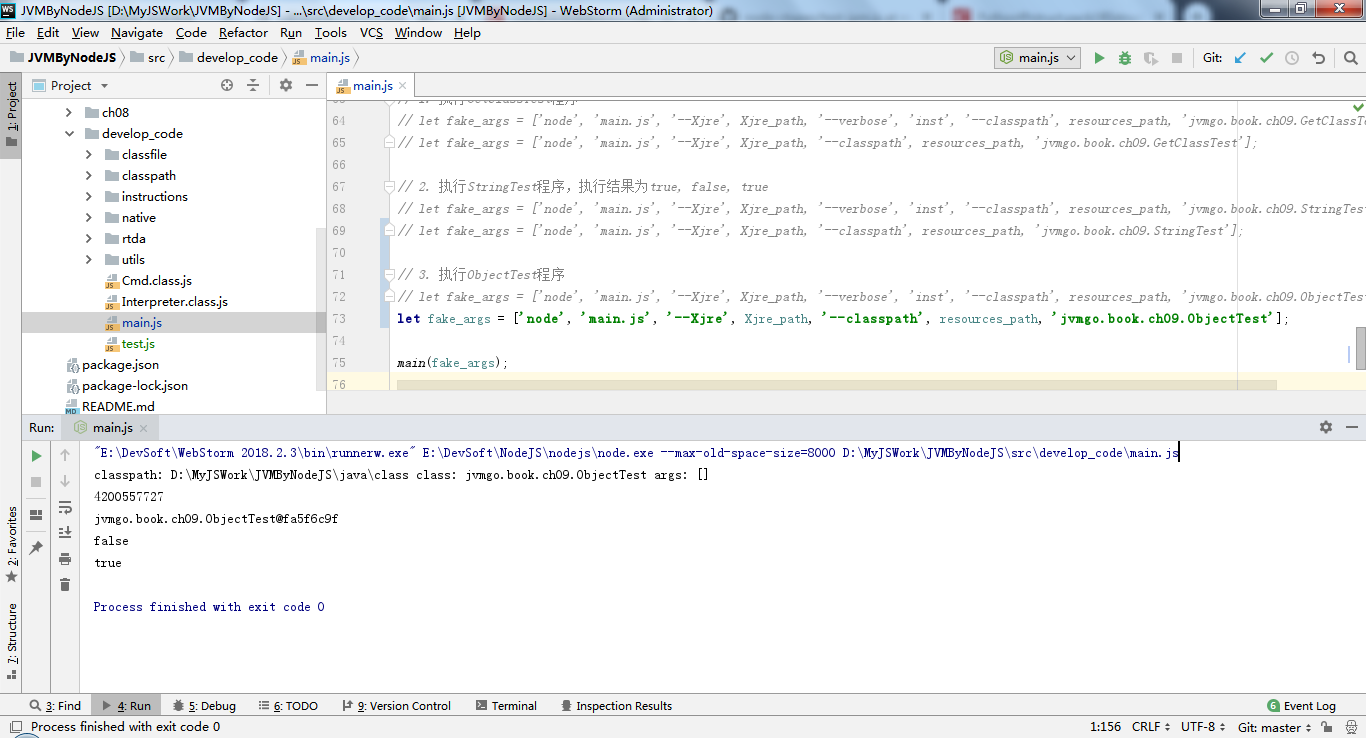 JVMByNodeJS [D:\MyJSWork\JVMByNodeJS] - ...\src\develop_code\main.js [JVMByNodeJS] - WebStorm (Administrator)
File Edit View Navigate Code Refactor Run Tools VCS Window Help
JVMByNodeJS src develop_code main.js main.js Git:
1: Project
Project
main.js
ch08
develop_code
classfile
classpath
instructions
native
rtda
utils
Cmd.class.js
Interpreter.class.js
main.js
test.js
package.json
package-lock.json
README.md
64 // let fake_args = ['node', 'main.js', '--Xjre', Xjre_path, '--verbose', 'inst', '--classpath', resources_path, 'jvmgo.book.ch09.GetClassTe
65 // let fake_args = ['node', 'main.js', '--Xjre', Xjre_path, '--classpath', resources_path, 'jvmgo.book.ch09.GetClassTest'];
66
67 // 2. 执行StringTest程序，执行结果为true, false, true
68 // let fake_args = ['node', 'main.js', '--Xjre', Xjre_path, '--verbose', 'inst', '--classpath', resources_path, 'jvmgo.book.ch09.StringTest
69 // let fake_args = ['node', 'main.js', '--Xjre', Xjre_path, '--classpath', resources_path, 'jvmgo.book.ch09.StringTest'];
70
71 // 3. 执行ObjectTest程序
72 // let fake_args = ['node', 'main.js', '--Xjre', Xjre_path, '--verbose', 'inst', '--classpath', resources_path, 'jvmgo.book.ch09.ObjectTest
73 let fake_args = ['node', 'main.js', '--Xjre', Xjre_path, '--classpath', resources_path, 'jvmgo.book.ch09.ObjectTest'];
74
75 main(fake_args);
76
Run: main.js
"E:\DevSoft\WebStorm 2018.2.3\bin\runnerw.exe" E:\DevSoft\NodeJS\nodejs\node.exe --max-old-space-size=8000 D:\MyJSWork\JVMByNodeJS\src\develop_code\main.js
classpath: D:\MyJSWork\JVMByNodeJS\java\class class: jvmgo.book.ch09.ObjectTest args: []
4200557727
jvmgo.book.ch09.ObjectTest@fa5f6c9f
false
true
Process finished with exit code 0
2: Favorites
7: Structure
3: Find 4: Run 5: Debug 6: TODO 9: Version Control Terminal Inspection Results 6 Event Log
Process finished with exit code 0 1:156 CRLF UTF-8 Git: master